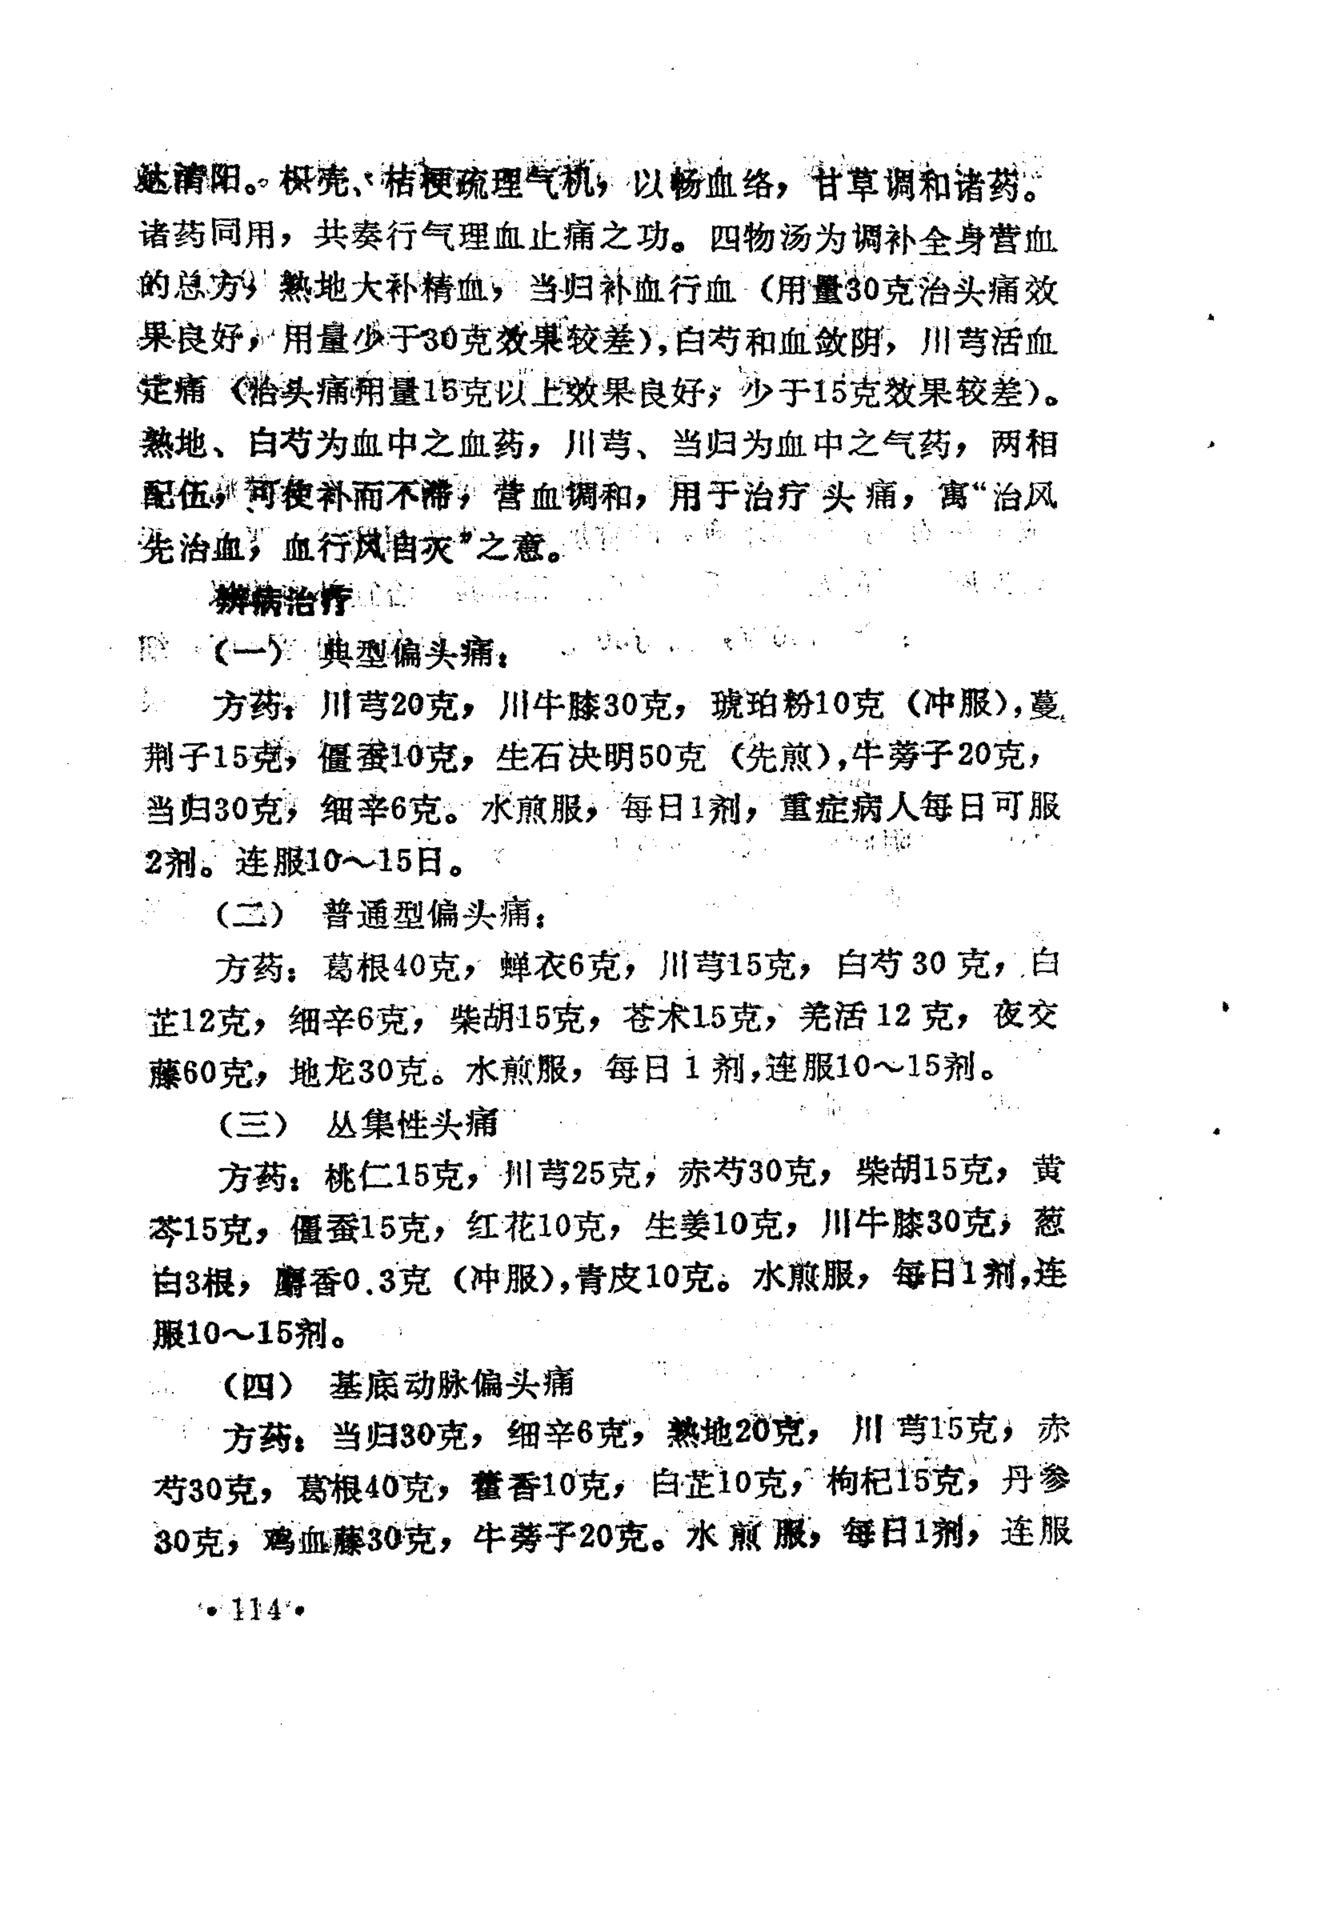 达清阳。枳壳、桔梗疏理气机，以畅血络，甘草调和诸药。
诸药同用，共奏行气理血止痛之功。四物汤为调补全身营血
的总方，熟地大补精血，当归补血行血（用量30克治头痛效
果良好，用量少于30克效果较差），白芍和血敛阴，川芎活血
定痛（治头痛用量15克以上效果良好，少于15克效果较差）。
熟地、白芍为血中之血药，川芎、当归为血中之气药，两相
配伍，可使补而不滞，营血调和，用于治疗头痛，寓“治风
先治血，血行风自灭”之意。
辨病治疗
（一） 典型偏头痛：
方药：川芎20克，川牛膝30克，琥珀粉10克（冲服），蔓
荆子15克，僵蚕10克，生石决明50克（先煎），牛蒡子20克，
当归30克，细辛6克。水煎服，每日1剂，重症病人每日可服
2剂。连服10～15日。
（二） 普通型偏头痛：
方药：葛根40克，蝉衣6克，川芎15克，白芍30克，白
芷12克，细辛6克，柴胡15克，苍术15克，羌活12克，夜交
藤60克，地龙30克。水煎服，每日1剂，连服10～15剂。
（三） 丛集性头痛
方药：桃仁15克，川芎25克，赤芍30克，柴胡15克，黄
芩15克，僵蚕15克，红花10克，生姜10克，川牛膝30克，葱
白3根，麝香0.3克（冲服），青皮10克。水煎服，每日1剂，连
服10～15剂。
（四） 基底动脉偏头痛
方药：当归30克，细辛6克，熟地20克，川芎15克，赤
芍30克，葛根40克，藿香10克，白芷10克，枸杞15克，丹参
30克，鸡血藤30克，牛蒡子20克。水煎服，每日1剂，连服
•114•